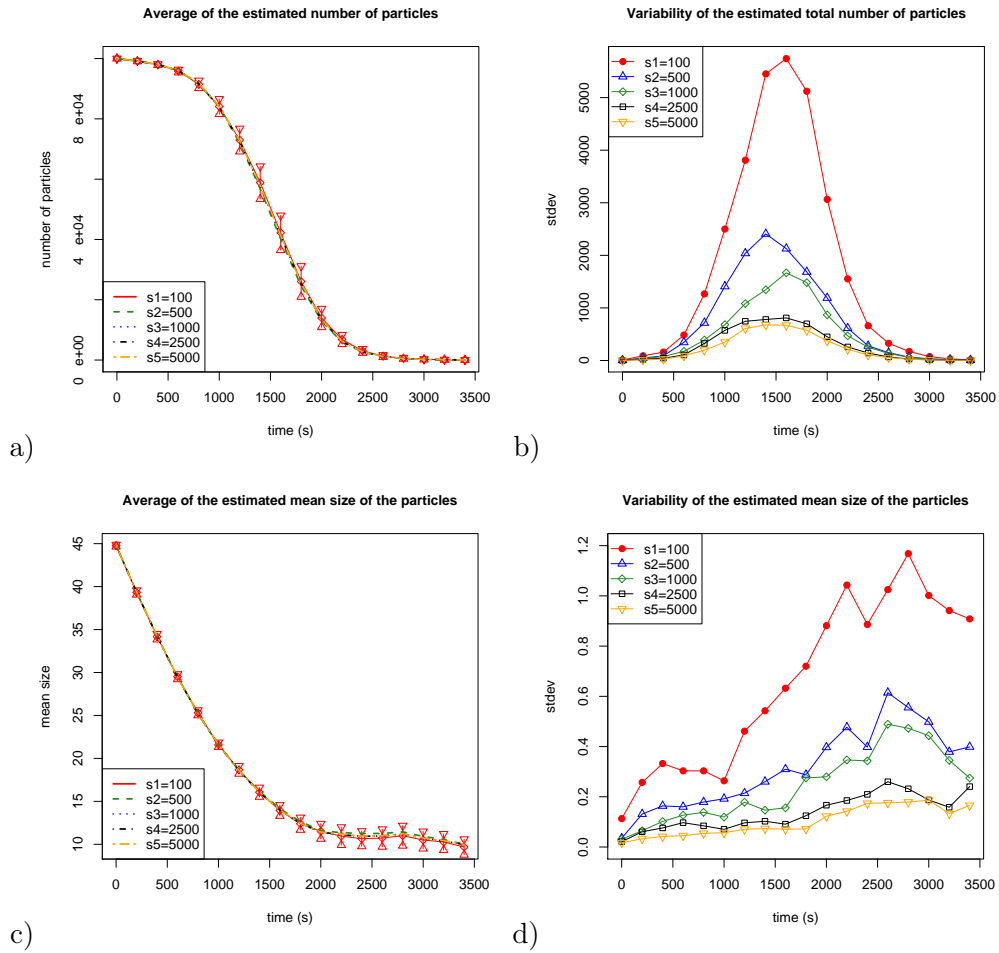 Average of the estimated number of particles
number of particles
0 e+00 4 e+04 8 e+04
s1=100
s2=500
s3=1000
s4=2500
s5=5000
0 500 1000 1500 2000 2500 3000 3500
time (s)
a)
Variability of the estimated total number of particles
stdev
0 1000 2000 3000 4000 5000
s1=100
s2=500
s3=1000
s4=2500
s5=5000
0 500 1000 1500 2000 2500 3000 3500
time (s)
b)
Average of the estimated mean size of the particles
mean size
10 15 20 25 30 35 40 45
s1=100
s2=500
s3=1000
s4=2500
s5=5000
0 500 1000 1500 2000 2500 3000 3500
time (s)
c)
Variability of the estimated mean size of the particles
stdev
0.0 0.2 0.4 0.6 0.8 1.0 1.2
s1=100
s2=500
s3=1000
s4=2500
s5=5000
0 500 1000 1500 2000 2500 3000 3500
time (s)
d)